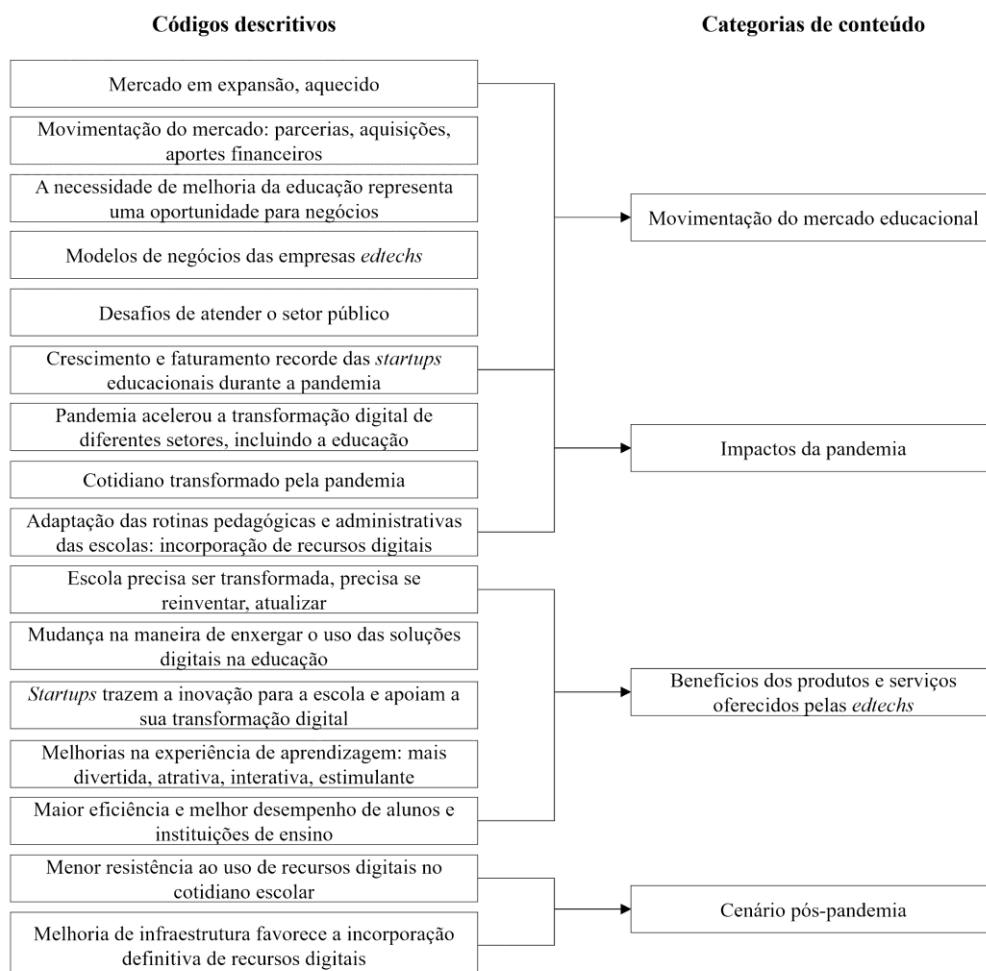 Códigos descritivos
Categorias de conteúdo
Mercado em expansão, aquecido
Movimentação do mercado: parcerias, aquisições,
aportes financeiros
A necessidade de melhoria da educação representa
uma oportunidade para negócios
Modelos de negócios das empresas edtechs
Desafios de atender o setor público
Crescimento e faturamento recorde das startups
educacionais durante a pandemia
Pandemia acelerou a transformação digital de
diferentes setores, incluindo a educação
Cotidiano transformado pela pandemia
Adaptação das rotinas pedagógicas e administrativas
das escolas: incorporação de recursos digitais
Escola precisa ser transformada, precisa se
reinventar, atualizar
Mudança na maneira de enxergar o uso das soluções
digitais na educação
Startups trazem a inovação para a escola e apoiam a
sua transformação digital
Melhorias na experiência de aprendizagem: mais
divertida, atrativa, interativa, estimulante
Maior eficiência e melhor desempenho de alunos e
instituições de ensino
Menor resistência ao uso de recursos digitais no
cotidiano escolar
Melhoria de infraestrutura favorece a incorporação
definitiva de recursos digitais
Movimentação do mercado educacional
Impactos da pandemia
Benefícios dos produtos e serviços
oferecidos pelas edtechs
Cenário pós-pandemia